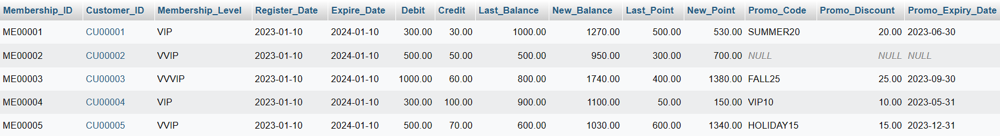 Membership_ID Customer_ID Membership_Level Register_Date Expire_Date Debit Credit Last_Balance New_Balance Last_Point New_Point Promo_Code Promo_Discount Promo_Expiry_Date
ME00001 CU00001 VIP 2023-01-10 2024-01-10 300.00 30.00 1000.00 1270.00 500.00 530.00 SUMMER20 20.00 2023-06-30
ME00002 CU00002 VVIP 2023-01-10 2024-01-10 500.00 50.00 500.00 950.00 300.00 700.00 NULL NULL NULL
ME00003 CU00003 VVVIP 2023-01-10 2024-01-10 1000.00 60.00 800.00 1740.00 400.00 1380.00 FALL25 25.00 2023-09-30
ME00004 CU00004 VIP 2023-01-10 2024-01-10 300.00 100.00 900.00 1100.00 50.00 150.00 VIP10 10.00 2023-05-31
ME00005 CU00005 VVIP 2023-01-10 2024-01-10 500.00 70.00 600.00 1030.00 600.00 1340.00 HOLIDAY15 15.00 2023-12-31